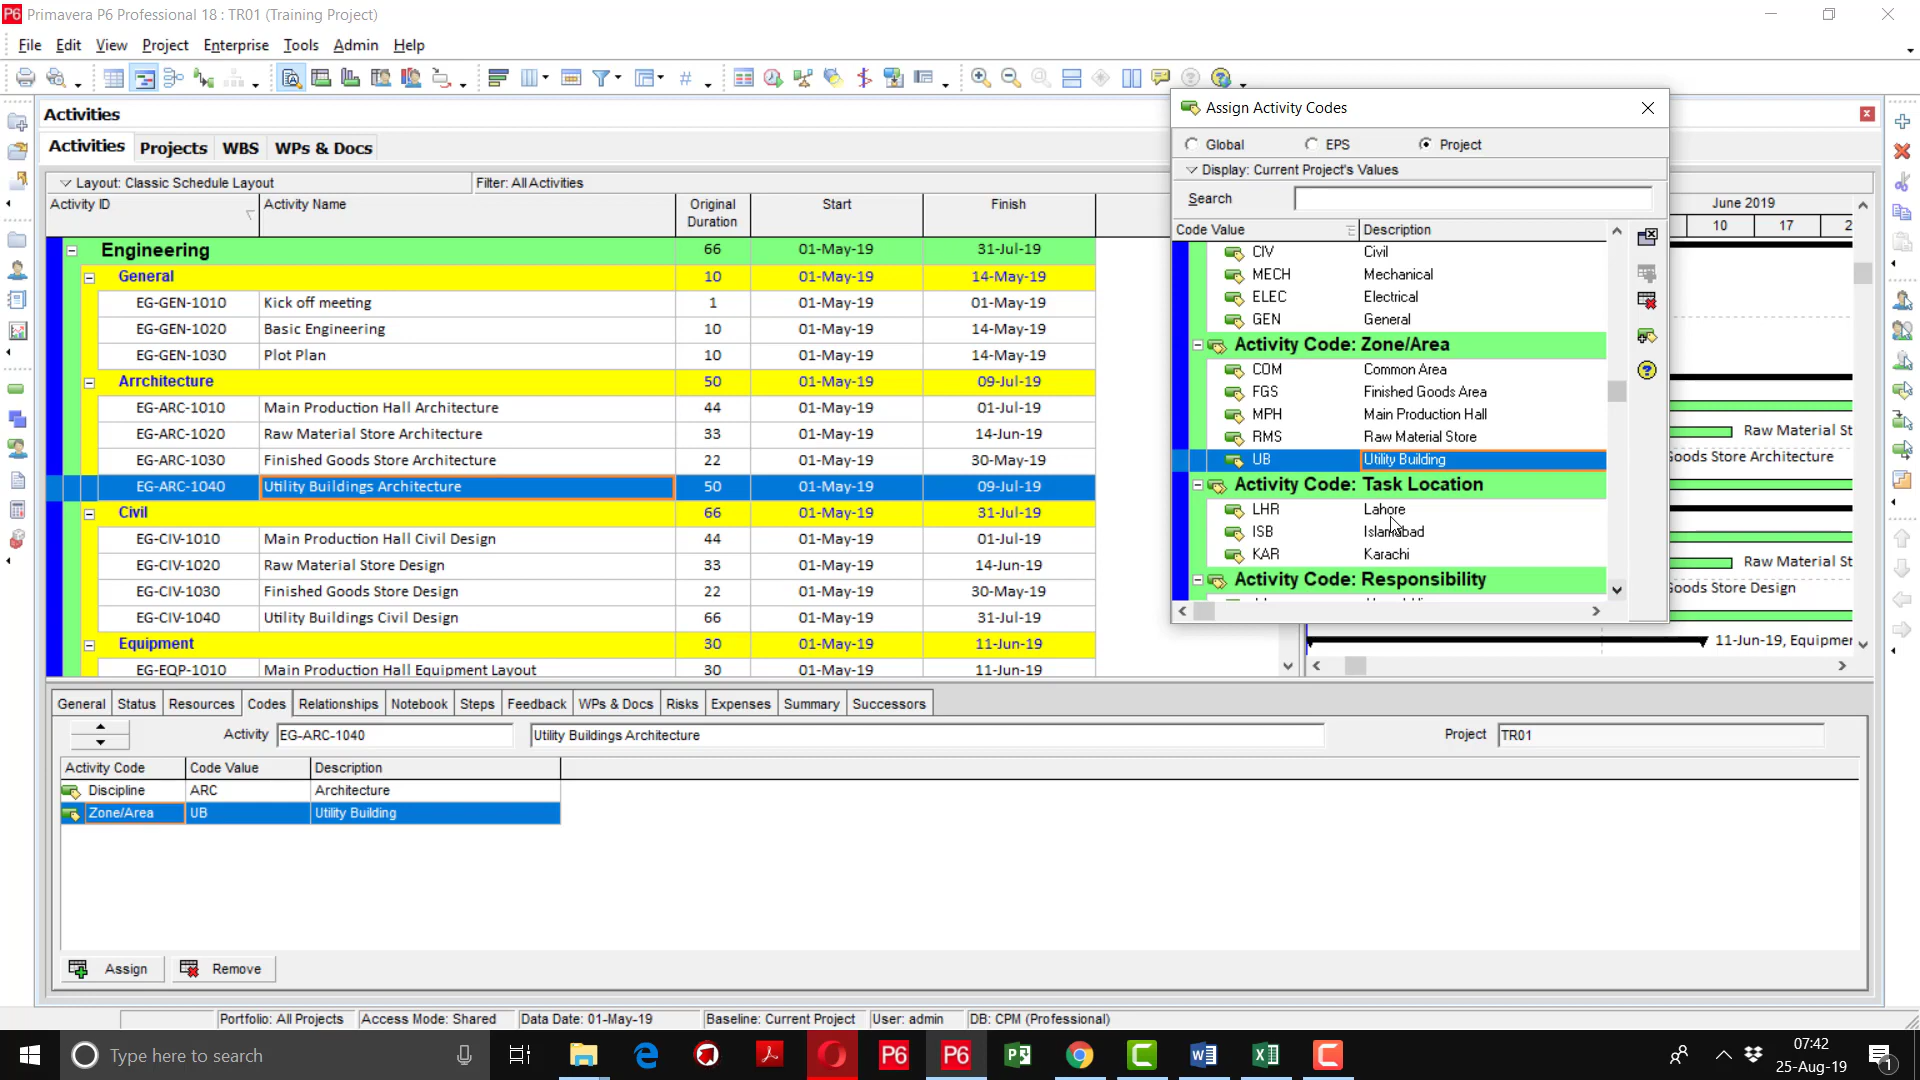 Primavera P6 Professional 18 : TR01 (Training Project)
File Edit View Project Enterprise Tools Admin Help
Activities
Activities Projects WBS WPs & Docs
Layout: Classic Schedule Layout Filter: All Activities
Activity ID Activity Name Original Duration Start Finish
Engineering 66 01-May-19 31-Jul-19
General 10 01-May-19 14-May-19
EG-GEN-1010 Kick off meeting 1 01-May-19 01-May-19
EG-GEN-1020 Basic Engineering 10 01-May-19 14-May-19
EG-GEN-1030 Plot Plan 10 01-May-19 14-May-19
Arrchitecture 50 01-May-19 09-Jul-19
EG-ARC-1010 Main Production Hall Architecture 44 01-May-19 01-Jul-19
EG-ARC-1020 Raw Material Store Architecture 33 01-May-19 14-Jun-19
EG-ARC-1030 Finished Goods Store Architecture 22 01-May-19 30-May-19
EG-ARC-1040 Utility Buildings Architecture 50 01-May-19 09-Jul-19
Civil 66 01-May-19 31-Jul-19
EG-CIV-1010 Main Production Hall Civil Design 44 01-May-19 01-Jul-19
EG-CIV-1020 Raw Material Store Design 33 01-May-19 14-Jun-19
EG-CIV-1030 Finished Goods Store Design 22 01-May-19 30-May-19
EG-CIV-1040 Utility Buildings Civil Design 66 01-May-19 31-Jul-19
Equipment 30 01-May-19 11-Jun-19
EG-EQP-1010 Main Production Hall Equipment Layout 30 01-May-19 11-Jun-19
Assign Activity Codes
Global EPS Project
Display: Current Project's Values
Search
Code Value Description
CIV Civil
MECH Mechanical
ELEC Electrical
GEN General
Activity Code: Zone/Area
COM Common Area
FGS Finished Goods Area
MPH Main Production Hall
RMS Raw Material Store
UB Utility Building
Activity Code: Task Location
LHR Lahore
ISB Islamabad
KAR Karachi
Activity Code: Responsibility
June 2019
10 17 2
Raw Material St
Goods Store Architecture
Raw Material St
Goods Store Design
11-Jun-19, Equipmer
General Status Resources Codes Relationships Notebook Steps Feedback WPs & Docs Risks Expenses Summary Successors
Activity EG-ARC-1040 Utility Buildings Architecture Project TR01
Activity Code Code Value Description
Discipline ARC Architecture
Zone/Area UB Utility Building
Assign Remove
Portfolio: All Projects Access Mode: Shared Data Date: 01-May-19 Baseline: Current Project User: admin DB: CPM (Professional)
Type here to search
07:42
25-Aug-19
1